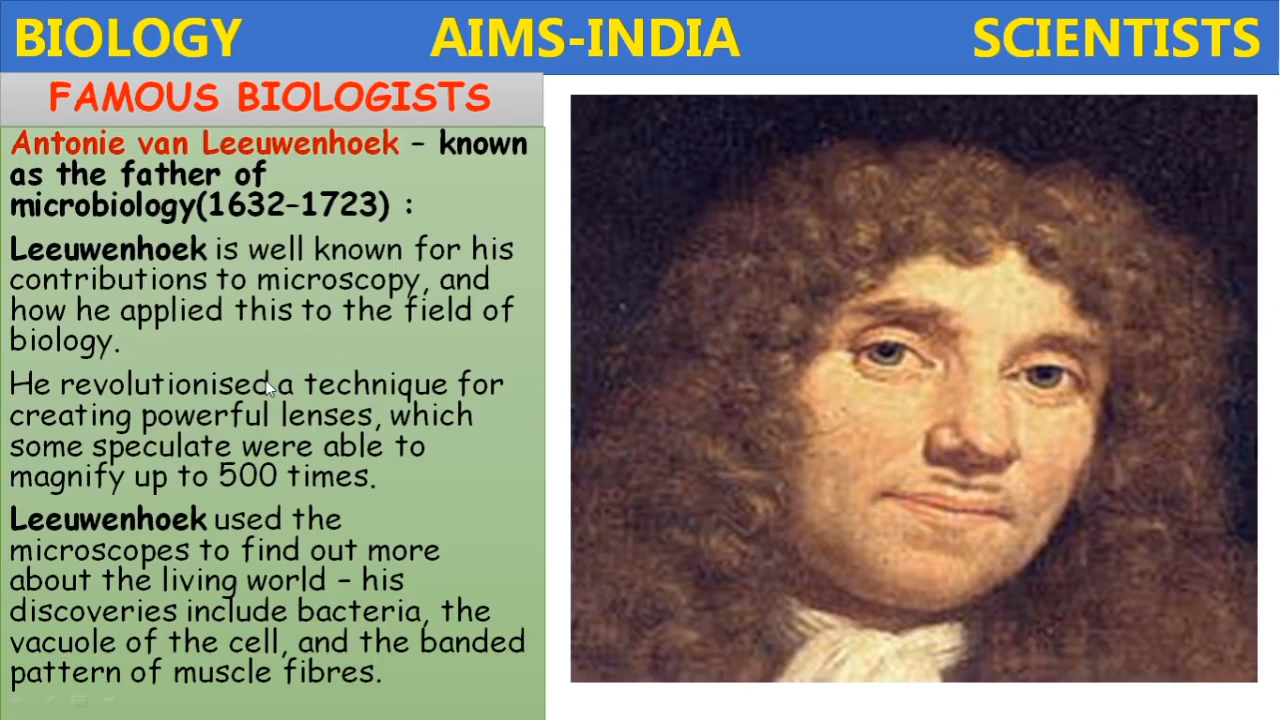 BIOLOGY AIMS-INDIA SCIENTISTS
FAMOUS BIOLOGISTS
Antonie van Leeuwenhoek – known
as the father of
microbiology(1632–1723) :
Leeuwenhoek is well known for his
contributions to microscopy, and
how he applied this to the field of
biology.
He revolutionised a technique for
creating powerful lenses, which
some speculate were able to
magnify up to 500 times.
Leeuwenhoek used the
microscopes to find out more
about the living world – his
discoveries include bacteria, the
vacuole of the cell, and the banded
pattern of muscle fibres.